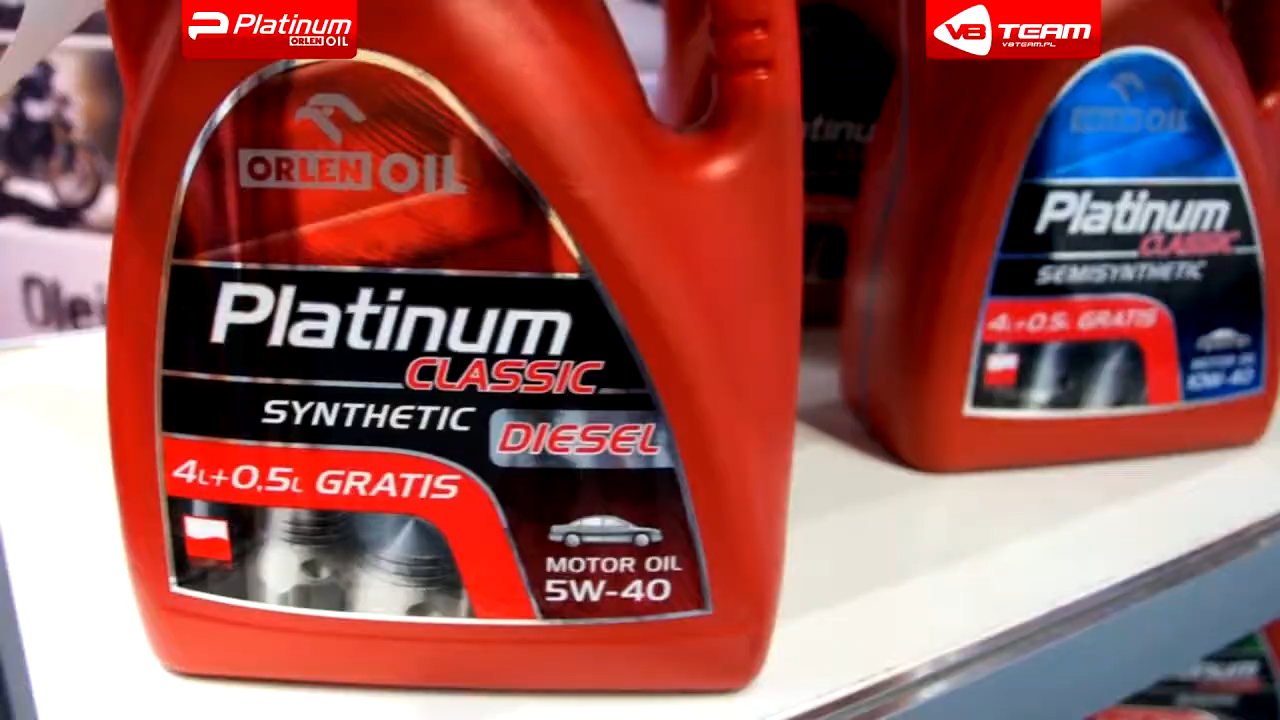 Platinum
ORLEN OIL
V8 TEAM
V8TEAM.PL
ORLEN OIL
Platinum
CLASSIC
SYNTHETIC
DIESEL
4L+0,5L GRATIS
MOTOR OIL
5W-40
ORLEN OIL
Platinum
CLASSIC
SEMISYNTHETIC
4L+0,5L GRATIS
MOTOR OIL
10W-40